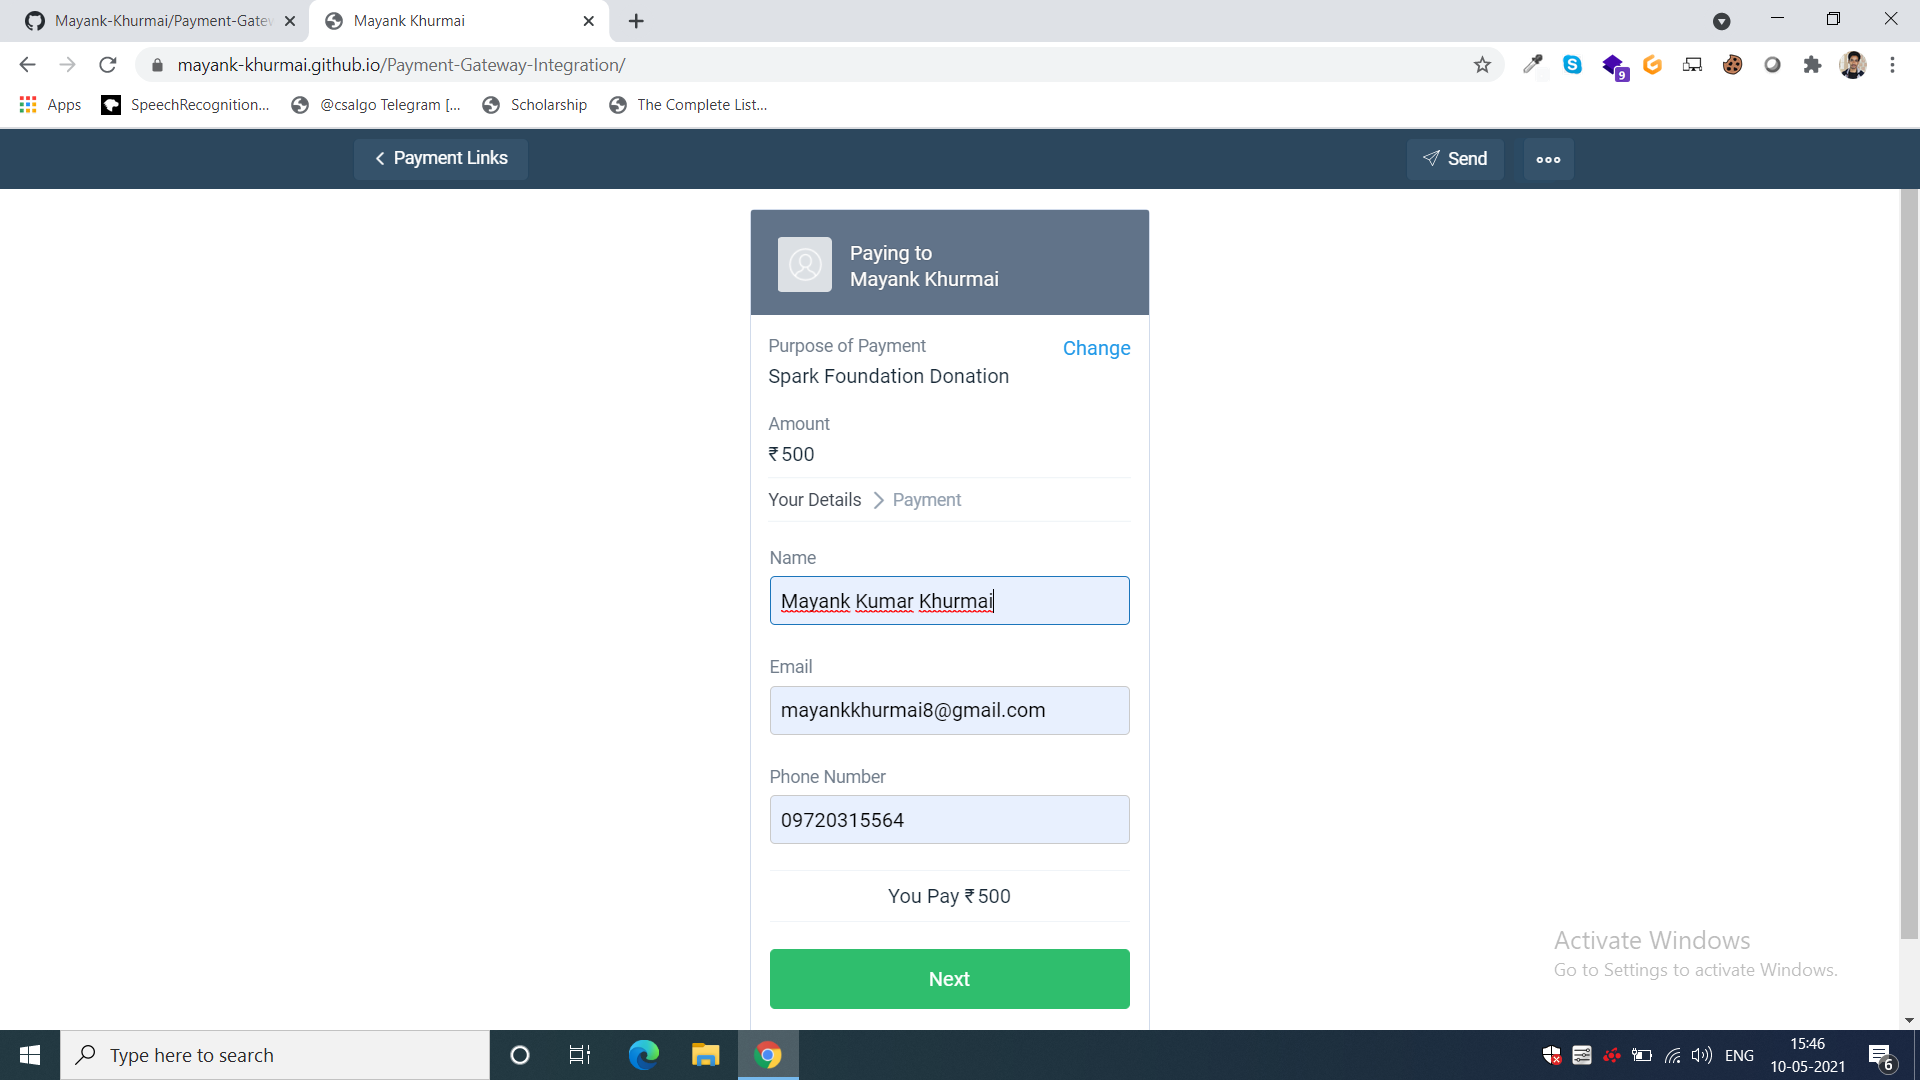 Mayank-Khurmai/Payment-Gatew
Mayank Khurmai
mayank-khurmai.github.io/Payment-Gateway-Integration/
S
9
Apps
SpeechRecognition...
@csalgo Telegram [...
Scholarship
The Complete List...
Payment Links
Send
Paying to
Mayank Khurmai
Purpose of Payment
Change
Spark Foundation Donation
Amount
₹500
Your Details
Payment
Name
Mayank Kumar Khurmai
Email
mayankkhurmai8@gmail.com
Phone Number
09720315564
You Pay ₹500
Next
Activate Windows
Go to Settings to activate Windows.
Type here to search
ENG
15:46
10-05-2021
6